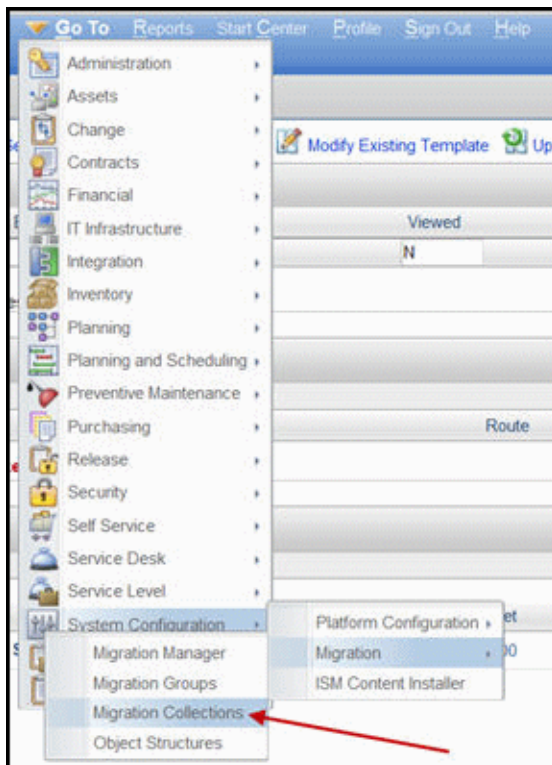 Go To Reports Start Center Profile Sign Out Help
Administration
Assets
Change
Modify Existing Template
Contracts
Financial
IT Infrastructure
Viewed
Integration
N
Inventory
Planning
Planning and Scheduling
Preventive Maintenance
Purchasing
Route
Release
Security
Self Service
Service Desk
Service Level
System Configuration
Platform Configuration
Migration
ISM Content Installer
Migration Manager
Migration Groups
Migration Collections
Object Structures